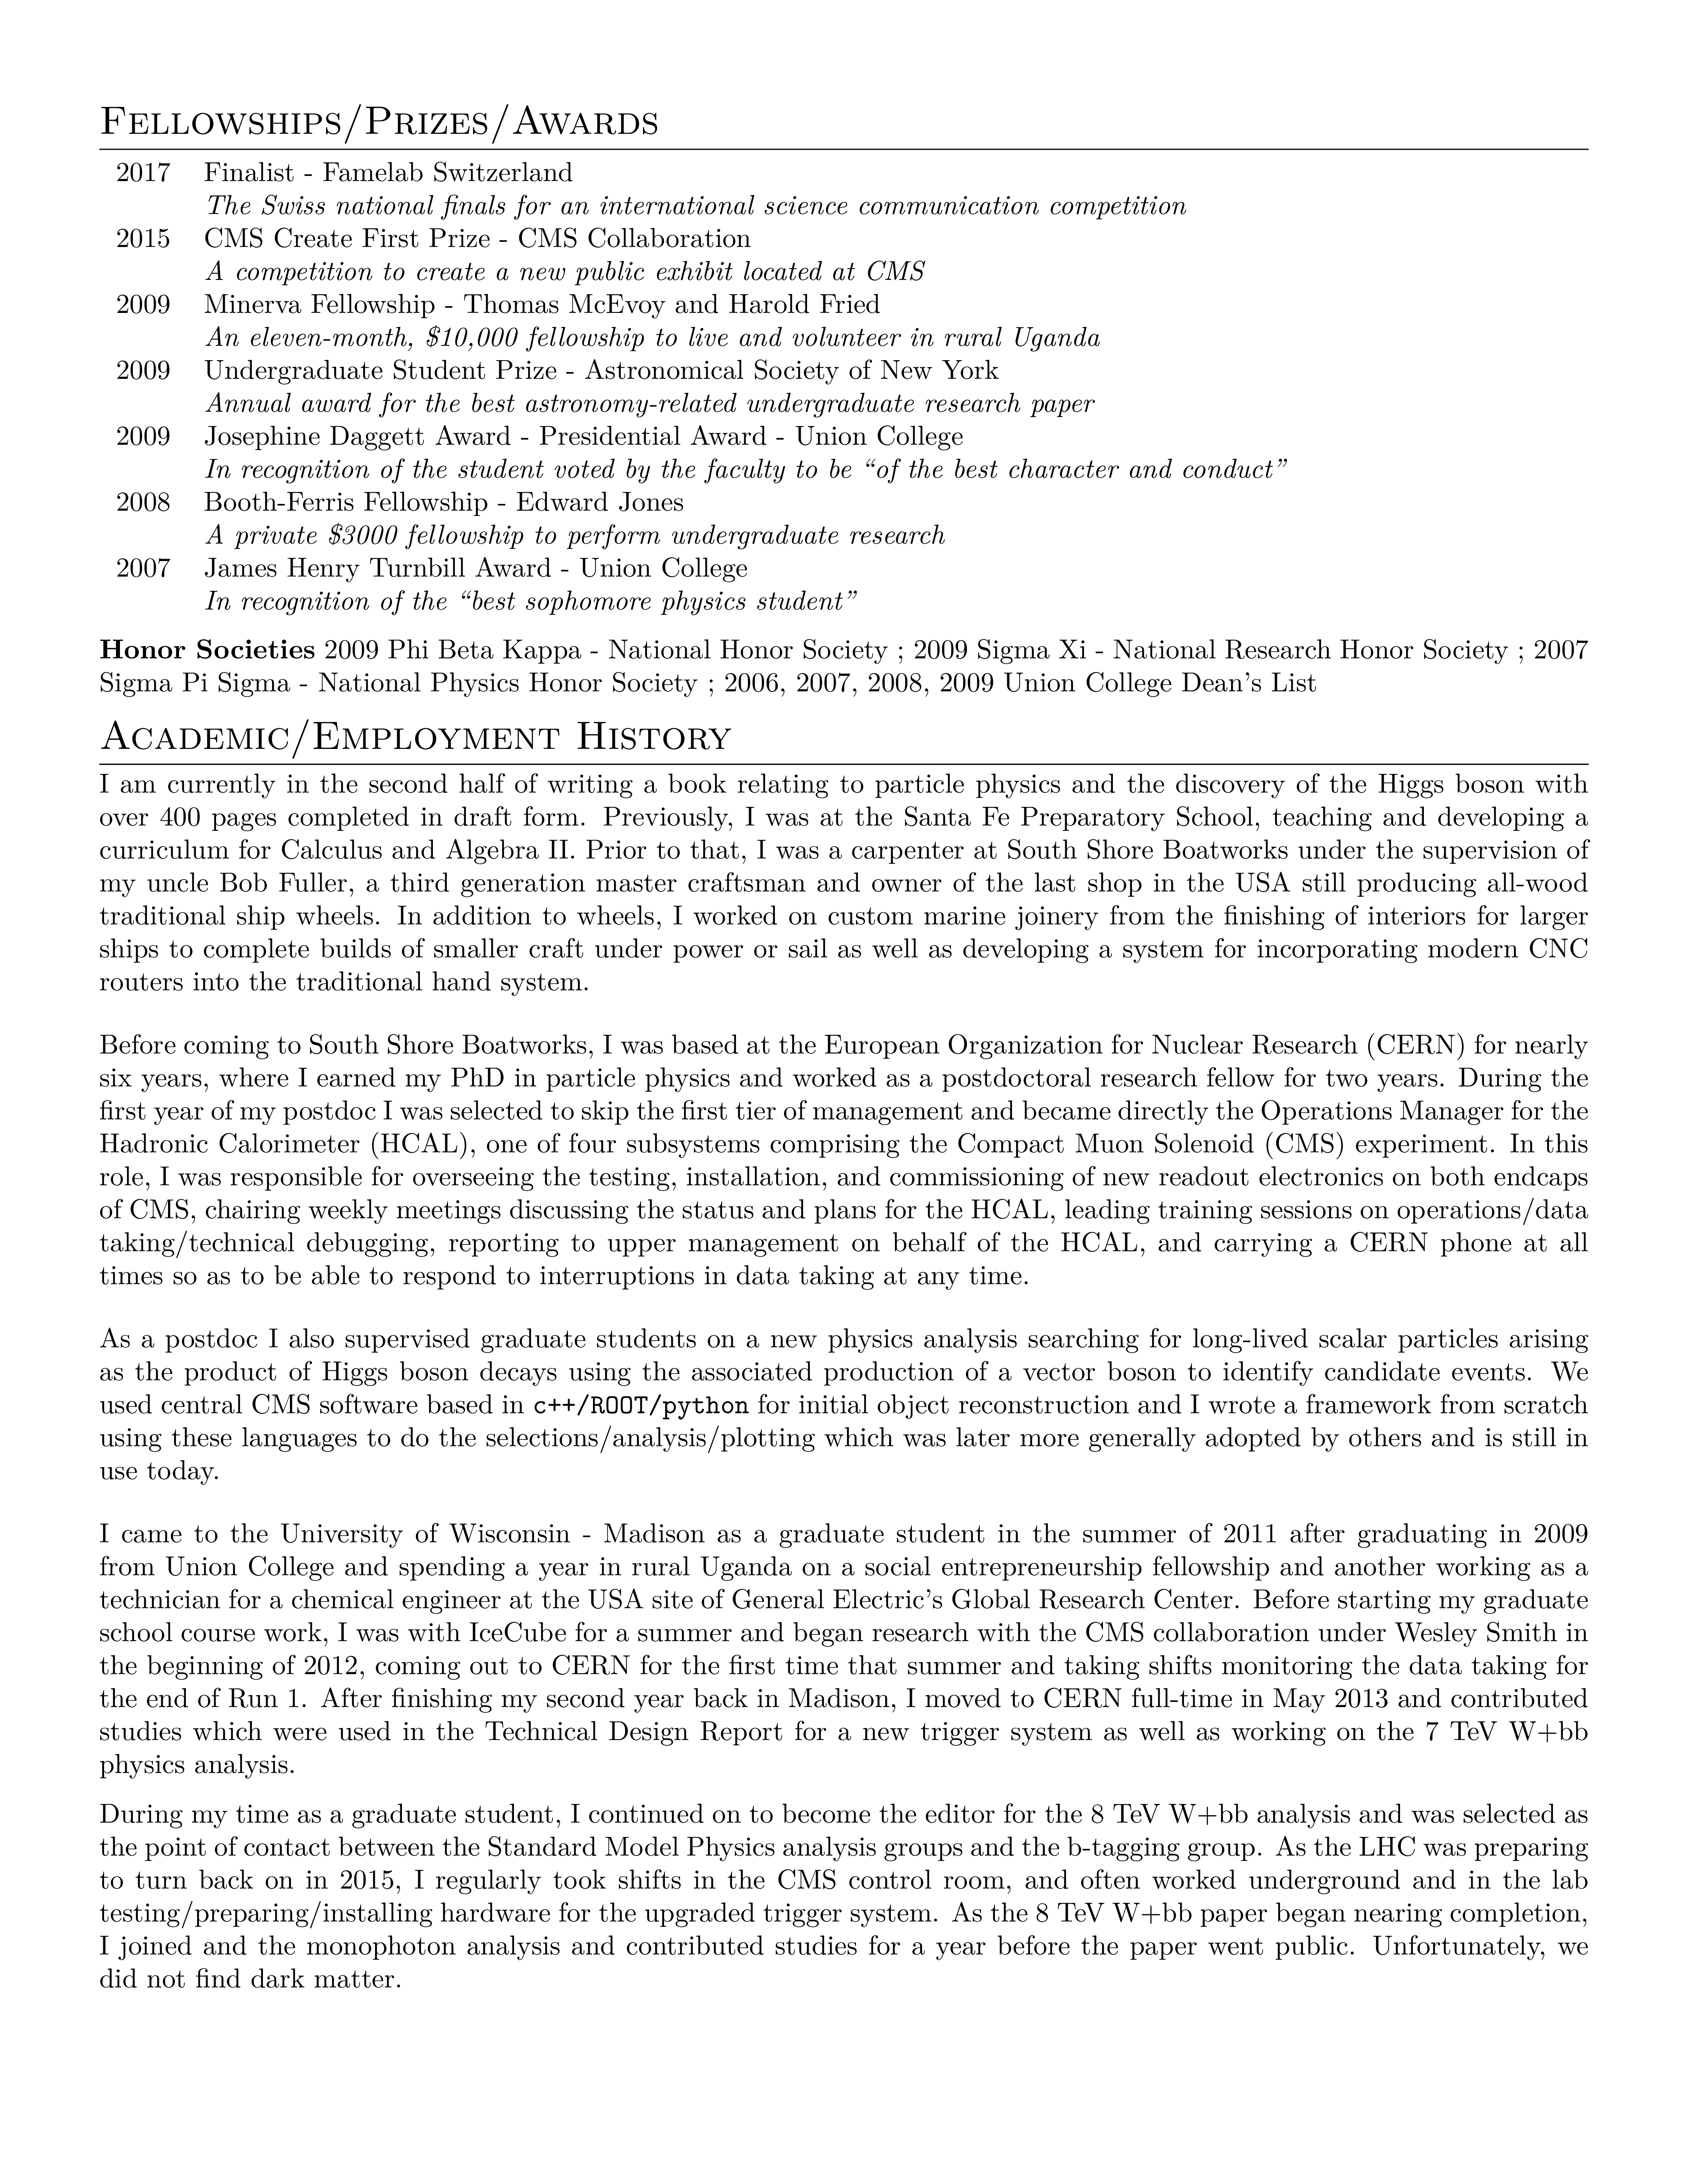 Fellowships/Prizes/Awards
2017 Finalist - Famelab Switzerland
The Swiss national finals for an international science communication competition
2015 CMS Create First Prize - CMS Collaboration
A competition to create a new public exhibit located at CMS
2009 Minerva Fellowship - Thomas McEvoy and Harold Fried
An eleven-month, $10,000 fellowship to live and volunteer in rural Uganda
2009 Undergraduate Student Prize - Astronomical Society of New York
Annual award for the best astronomy-related undergraduate research paper
2009 Josephine Daggett Award - Presidential Award - Union College
In recognition of the student voted by the faculty to be “of the best character and conduct”
2008 Booth-Ferris Fellowship - Edward Jones
A private $3000 fellowship to perform undergraduate research
2007 James Henry Turnbill Award - Union College
In recognition of the “best sophomore physics student”
Honor Societies 2009 Phi Beta Kappa - National Honor Society ; 2009 Sigma Xi - National Research Honor Society ; 2007
Sigma Pi Sigma - National Physics Honor Society ; 2006, 2007, 2008, 2009 Union College Dean’s List
Academic/Employment History
I am currently in the second half of writing a book relating to particle physics and the discovery of the Higgs boson with
over 400 pages completed in draft form. Previously, I was at the Santa Fe Preparatory School, teaching and developing a
curriculum for Calculus and Algebra II. Prior to that, I was a carpenter at South Shore Boatworks under the supervision of
my uncle Bob Fuller, a third generation master craftsman and owner of the last shop in the USA still producing all-wood
traditional ship wheels. In addition to wheels, I worked on custom marine joinery from the finishing of interiors for larger
ships to complete builds of smaller craft under power or sail as well as developing a system for incorporating modern CNC
routers into the traditional hand system.
Before coming to South Shore Boatworks, I was based at the European Organization for Nuclear Research (CERN) for nearly
six years, where I earned my PhD in particle physics and worked as a postdoctoral research fellow for two years. During the
first year of my postdoc I was selected to skip the first tier of management and became directly the Operations Manager for the
Hadronic Calorimeter (HCAL), one of four subsystems comprising the Compact Muon Solenoid (CMS) experiment. In this
role, I was responsible for overseeing the testing, installation, and commissioning of new readout electronics on both endcaps
of CMS, chairing weekly meetings discussing the status and plans for the HCAL, leading training sessions on operations/data
taking/technical debugging, reporting to upper management on behalf of the HCAL, and carrying a CERN phone at all
times so as to be able to respond to interruptions in data taking at any time.
As a postdoc I also supervised graduate students on a new physics analysis searching for long-lived scalar particles arising
as the product of Higgs boson decays using the associated production of a vector boson to identify candidate events. We
used central CMS software based in c++/ROOT/python for initial object reconstruction and I wrote a framework from scratch
using these languages to do the selections/analysis/plotting which was later more generally adopted by others and is still in
use today.
I came to the University of Wisconsin - Madison as a graduate student in the summer of 2011 after graduating in 2009
from Union College and spending a year in rural Uganda on a social entrepreneurship fellowship and another working as a
technician for a chemical engineer at the USA site of General Electric’s Global Research Center. Before starting my graduate
school course work, I was with IceCube for a summer and began research with the CMS collaboration under Wesley Smith in
the beginning of 2012, coming out to CERN for the first time that summer and taking shifts monitoring the data taking for
the end of Run 1. After finishing my second year back in Madison, I moved to CERN full-time in May 2013 and contributed
studies which were used in the Technical Design Report for a new trigger system as well as working on the 7 TeV W+bb
physics analysis.
During my time as a graduate student, I continued on to become the editor for the 8 TeV W+bb analysis and was selected as
the point of contact between the Standard Model Physics analysis groups and the b-tagging group. As the LHC was preparing
to turn back on in 2015, I regularly took shifts in the CMS control room, and often worked underground and in the lab
testing/preparing/installing hardware for the upgraded trigger system. As the 8 TeV W+bb paper began nearing completion,
I joined and the monophoton analysis and contributed studies for a year before the paper went public. Unfortunately, we
did not find dark matter.